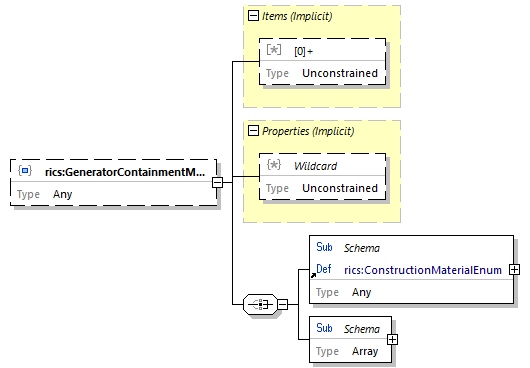 Items (Implicit)
[*] [0]+
Type Unconstrained
Properties (Implicit)
{*} Wildcard
Type Unconstrained
rics:GeneratorContainmentM...
Type Any
Sub Schema
Def rics:ConstructionMaterialEnum
Type Any
Sub Schema
Type Array